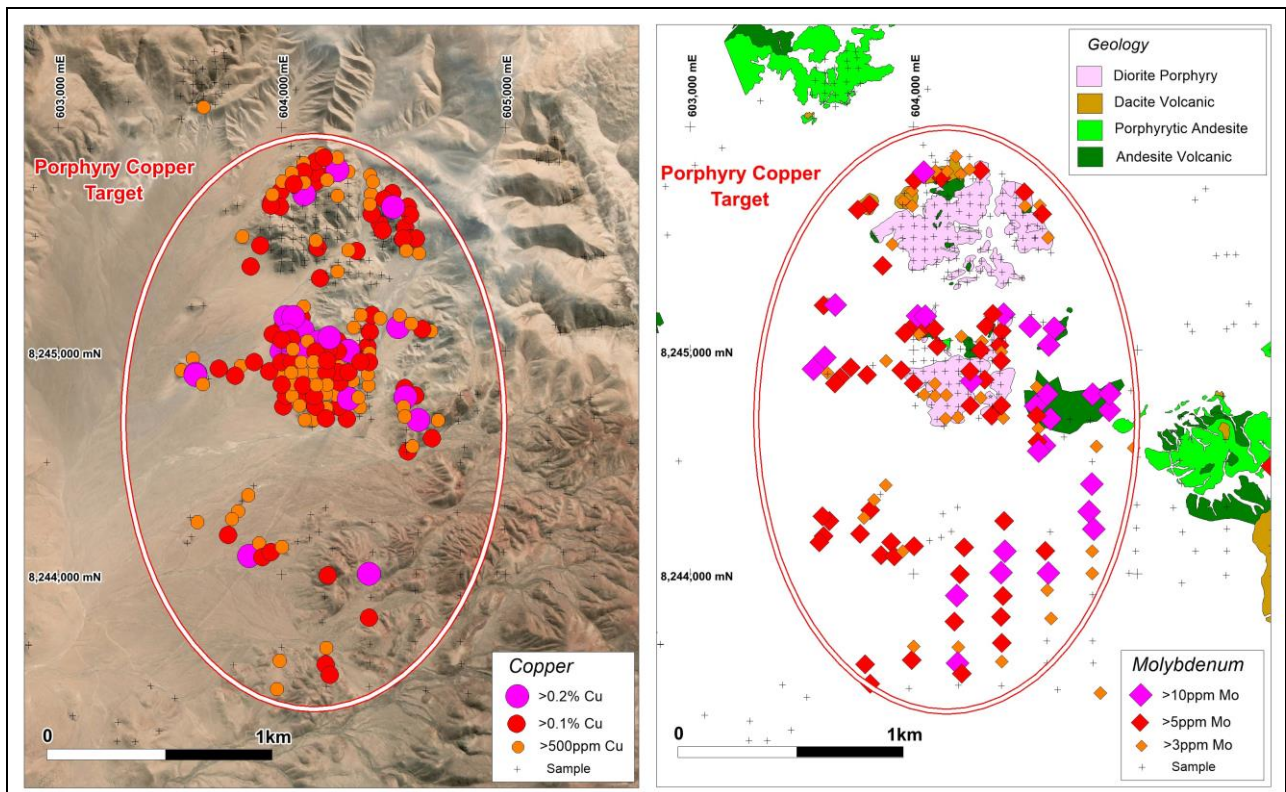 603,000 mE
604,000 mE
605,000 mE
Porphyry Copper
Target
8,245,000 mN
8,244,000 mN
Copper
>0.2% Cu
>0.1% Cu
>500ppm Cu
Sample
0
1km
603,000 mE
604,000 mE
Geology
Diorite Porphyry
Dacite Volcanic
Porphyrytic Andesite
Andesite Volcanic
Porphyry Copper
Target
8,245,000 mN
8,244,000 mN
Molybdenum
>10ppm Mo
>5ppm Mo
>3ppm Mo
Sample
0
1km